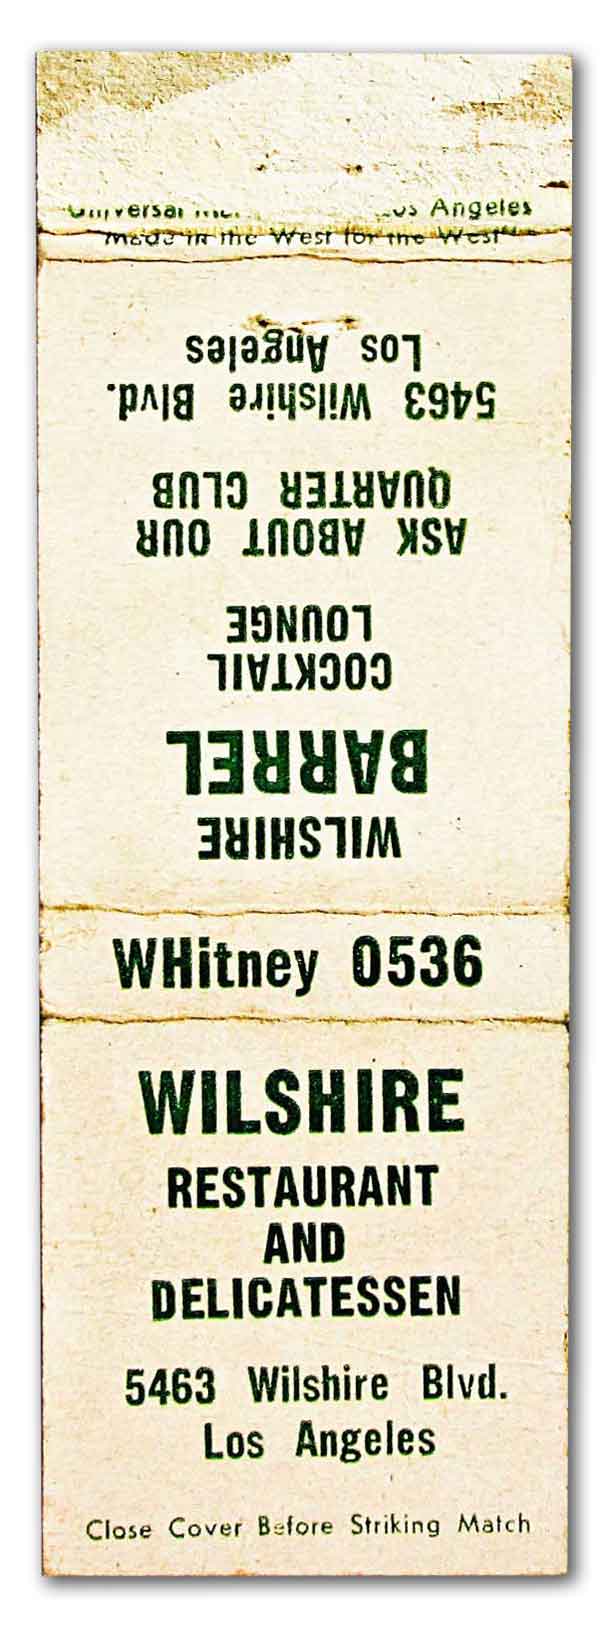 Universal Angeles
Made in the West for the West
WILSHIRE
BARREL
COCKTAIL
LOUNGE
ASK ABOUT OUR
QUARTER CLUB
5463 Wilshire Blvd.
Los Angeles
WHitney 0536
WILSHIRE
RESTAURANT
AND
DELICATESSEN
5463 Wilshire Blvd.
Los Angeles
Close Cover Before Striking Match